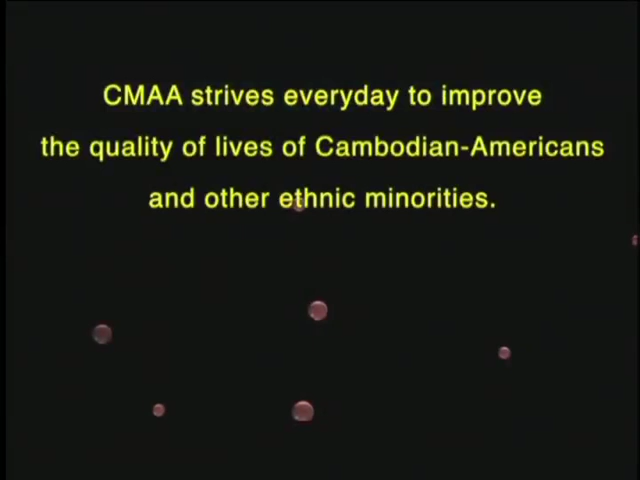 CMAA strives everyday to improve
the quality of lives of Cambodian-Americans
and other ethnic minorities.